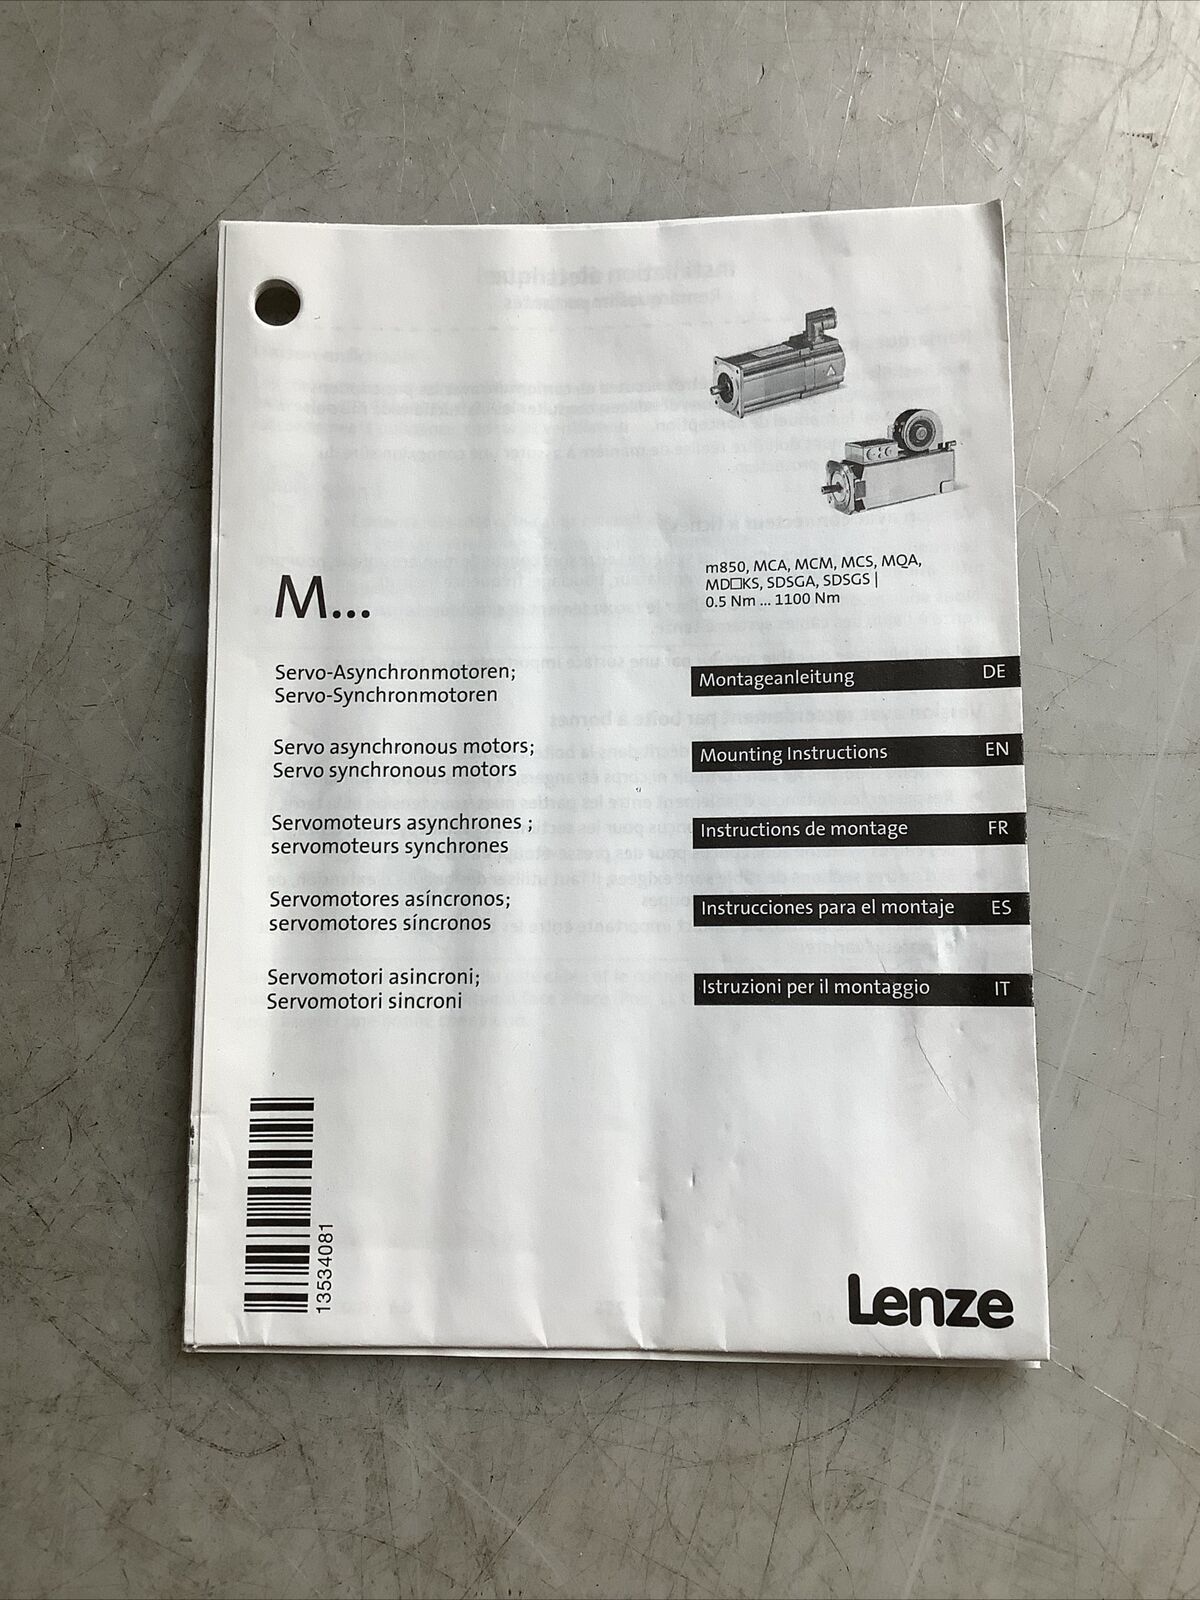 m850, MCA, MCM, MCS, MQA,
MD□KS, SDSGA, SDSGS |
0.5 Nm ... 1100 Nm
M...
Servo-Asynchronmotoren;
Servo-Synchronmotoren
Montageanleitung DE
Servo asynchronous motors;
Servo synchronous motors
Mounting Instructions EN
Servomoteurs asynchrones ;
servomoteurs synchrones
Instructions de montage FR
Servomotores asíncronos;
servomotores síncronos
Instrucciones para el montaje ES
Servomotori asincroni;
Servomotori sincroni
Istruzioni per il montaggio IT
13534081
Lenze